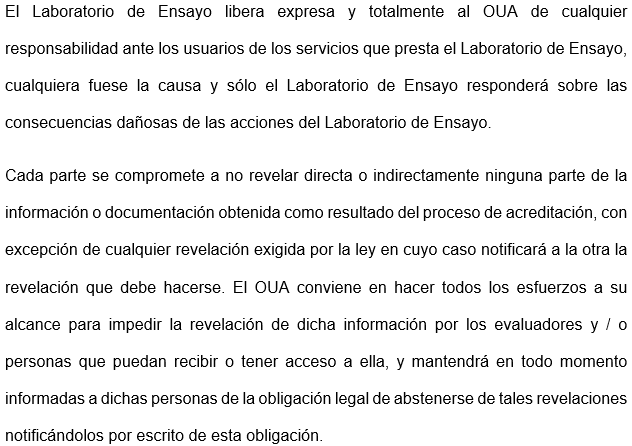 El Laboratorio de Ensayo libera expresa y totalmente al OUA de cualquier
responsabilidad ante los usuarios de los servicios que presta el Laboratorio de Ensayo,
cualquiera fuese la causa y sólo el Laboratorio de Ensayo responderá sobre las
consecuencias dañosas de las acciones del Laboratorio de Ensayo.
Cada parte se compromete a no revelar directa o indirectamente ninguna parte de la
información o documentación obtenida como resultado del proceso de acreditación, con
excepción de cualquier revelación exigida por la ley en cuyo caso notificará a la otra la
revelación que debe hacerse. El OUA conviene en hacer todos los esfuerzos a su
alcance para impedir la revelación de dicha información por los evaluadores y / o
personas que puedan recibir o tener acceso a ella, y mantendrá en todo momento
informadas a dichas personas de la obligación legal de abstenerse de tales revelaciones
notificándolos por escrito de esta obligación.